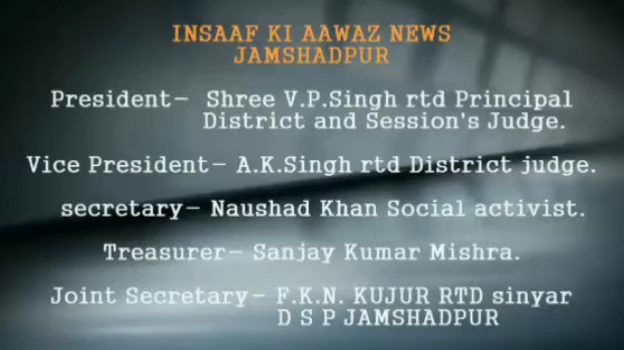 INSAAF KI AAWAZ NEWS
JAMSHADPUR
President- Shree V.P.Singh rtd Principal
District and Session's Judge.
Vice President- A.K.Singh rtd District judge.
secretary- Naushad Khan Social activist.
Treasurer- Sanjay Kumar Mishra.
Joint Secretary- F.K.N. KUJUR RTD sinyar
D S P JAMSHADPUR